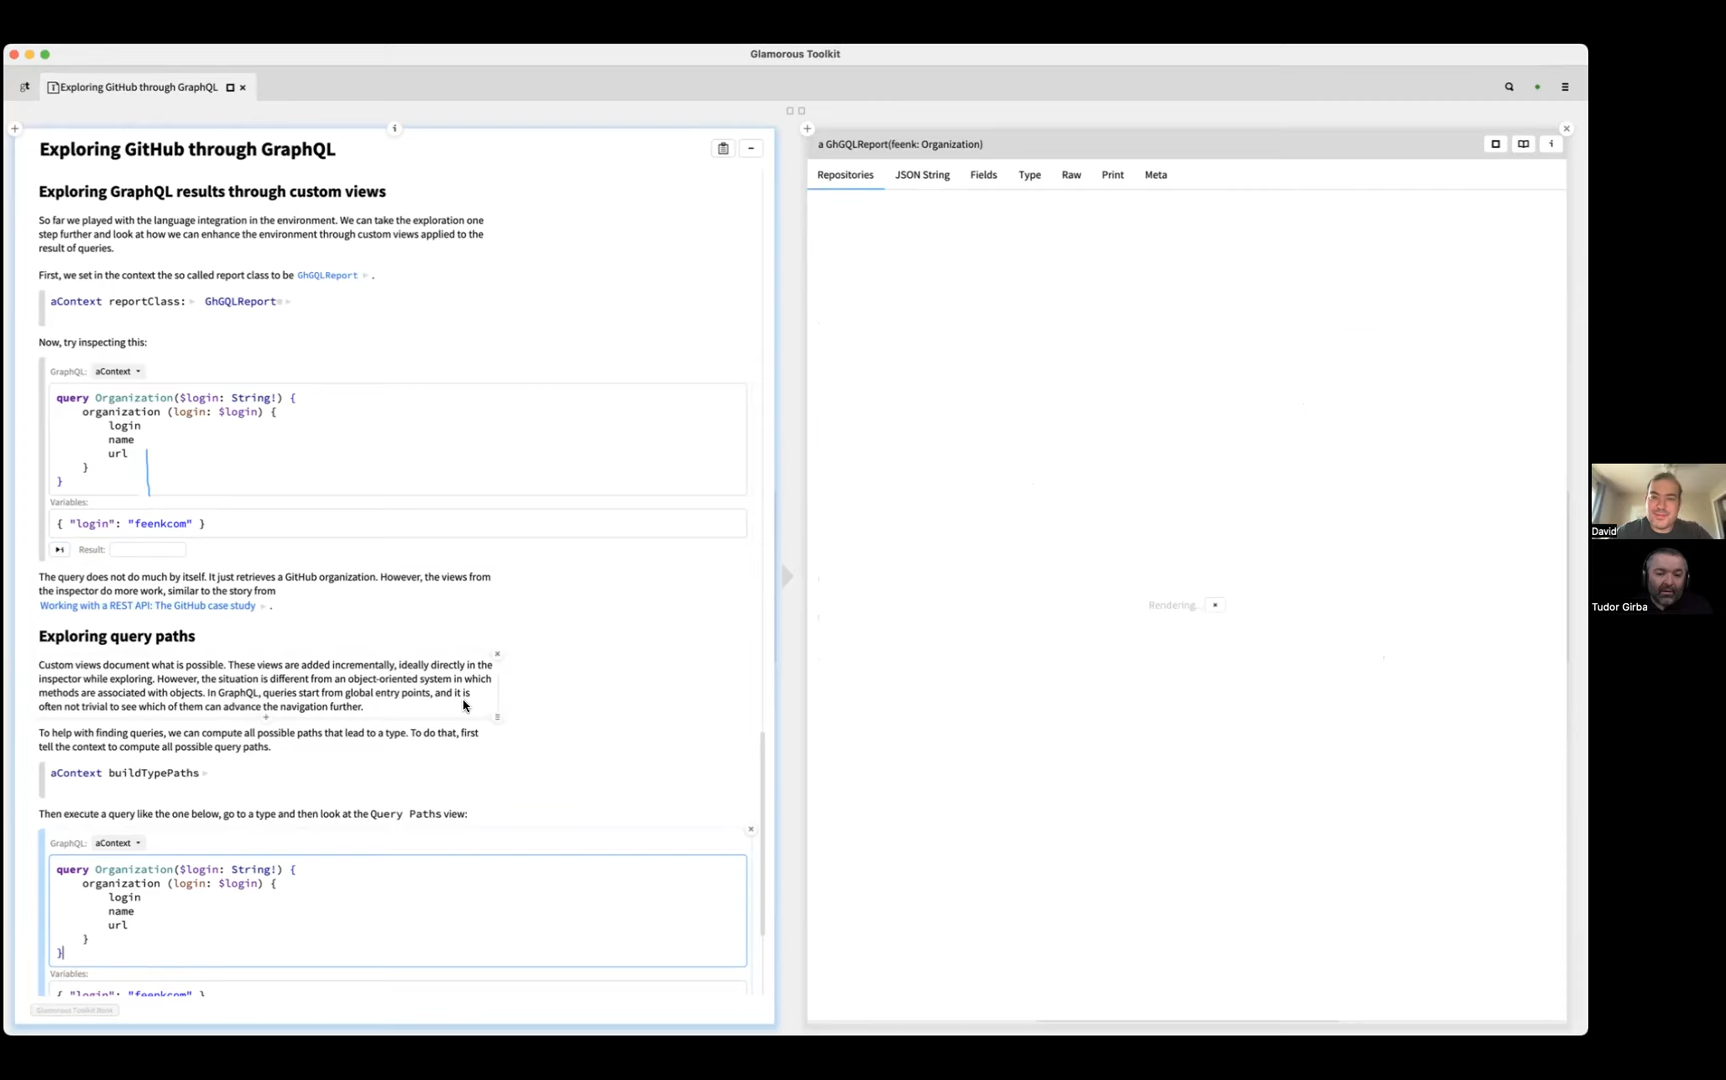 Glamorous Toolkit
gt
Exploring GitHub through GraphQL
Exploring GitHub through GraphQL
Exploring GraphQL results through custom views
So far we played with the language integration in the environment. We can take the exploration one
step further and look at how we can enhance the environment through custom views applied to the
result of queries.
First, we set in the context the so called report class to be GhGQLReport .
aContext reportClass: GhGQLReport
Now, try inspecting this:
GraphQL: aContext
query Organization($login: String!) {
organization (login: $login) {
login
name
url
}
}
Variables:
{ "login": "feenkcom" }
Result:
The query does not do much by itself. It just retrieves a GitHub organization. However, the views from
the inspector do more work, similar to the story from
Working with a REST API: The GitHub case study .
Exploring query paths
Custom views document what is possible. These views are added incrementally, ideally directly in the
inspector while exploring. However, the situation is different from an object-oriented system in which
methods are associated with objects. In GraphQL, queries start from global entry points, and it is
often not trivial to see which of them can advance the navigation further.
To help with finding queries, we can compute all possible paths that lead to a type. To do that, first
tell the context to compute all possible query paths.
aContext buildTypePaths
Then execute a query like the one below, go to a type and then look at the Query Paths view:
GraphQL: aContext
query Organization($login: String!) {
organization (login: $login) {
login
name
url
}
}
Variables:
{ "login": "feenkcom" }
Glamorous Toolkit Book
a GhGQLReport(feenk: Organization)
Repositories JSON String Fields Type Raw Print Meta
Rendering.
David
Tudor Girba